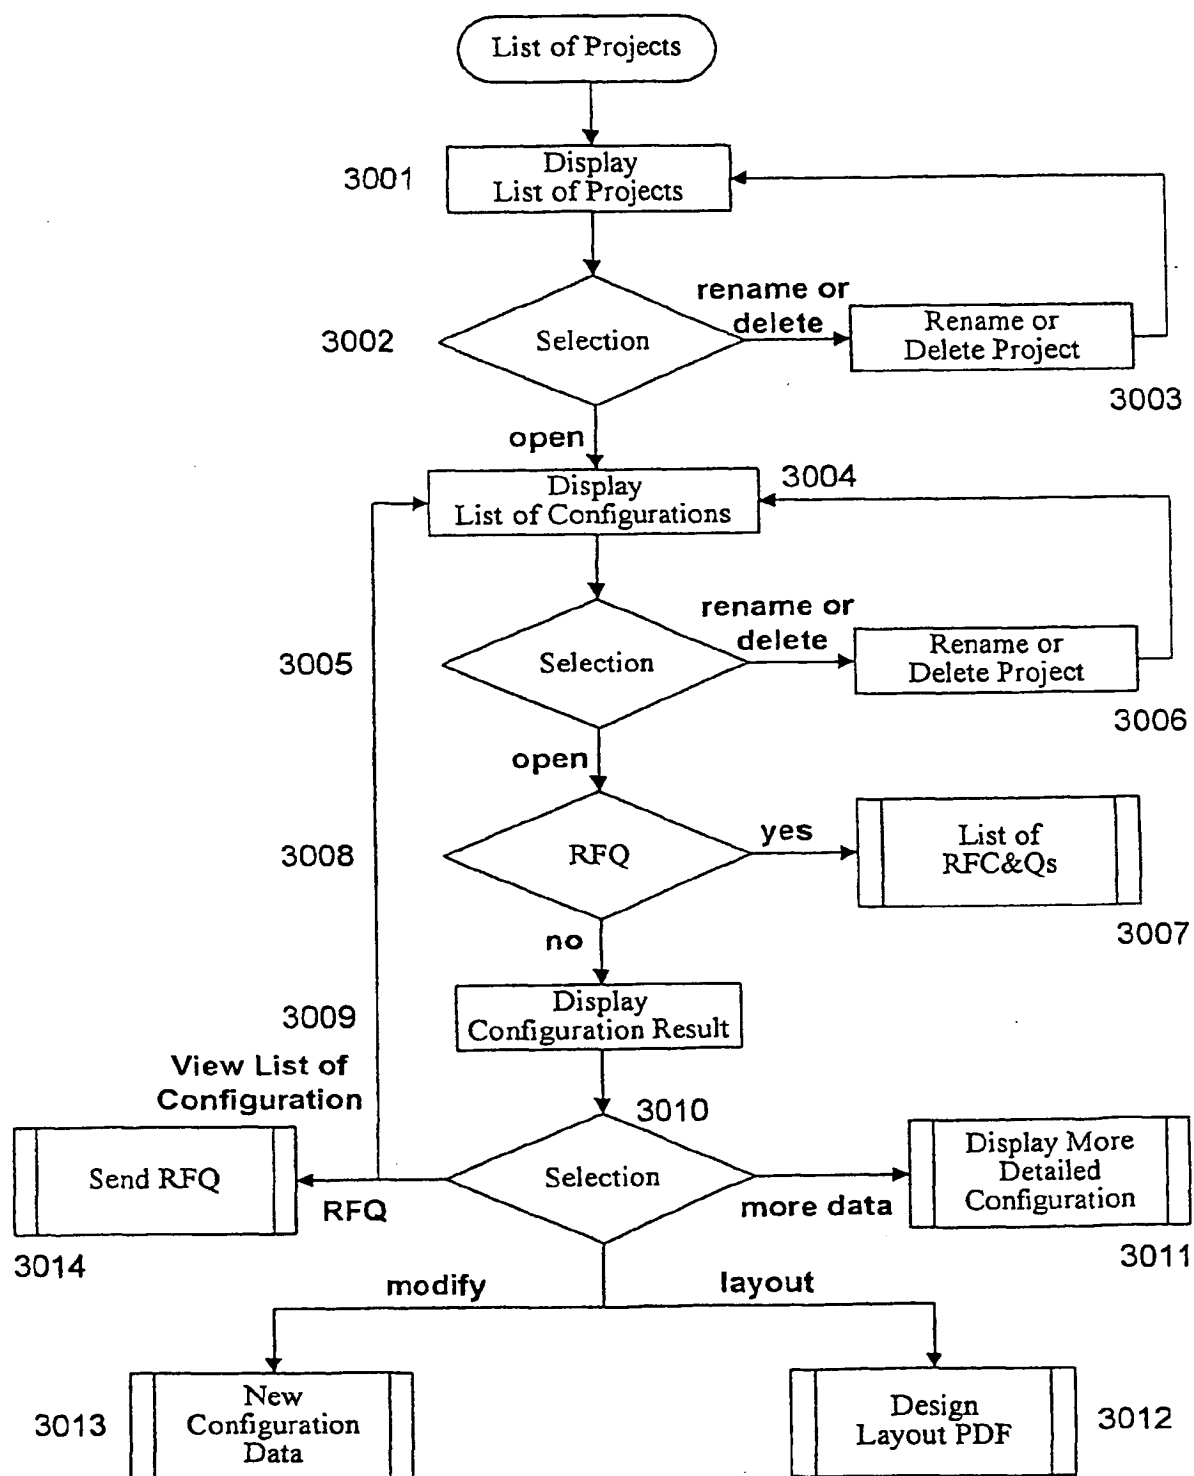 List of Projects
3001
Display
List of Projects
rename or
delete
3002
Selection
Rename or
Delete Project
3003
open
3004
Display
List of Configurations
rename or
delete
3005
Selection
Rename or
Delete Project
3006
open
3008
RFQ
yes
List of
RFC&Qs
3007
no
3009
Display
Configuration Result
View List of
Configuration
3010
Send RFQ
RFQ
Selection
more data
Display More
Detailed
Configuration
3014
3011
modify
layout
3013
New
Configuration
Data
Design
Layout PDF
3012